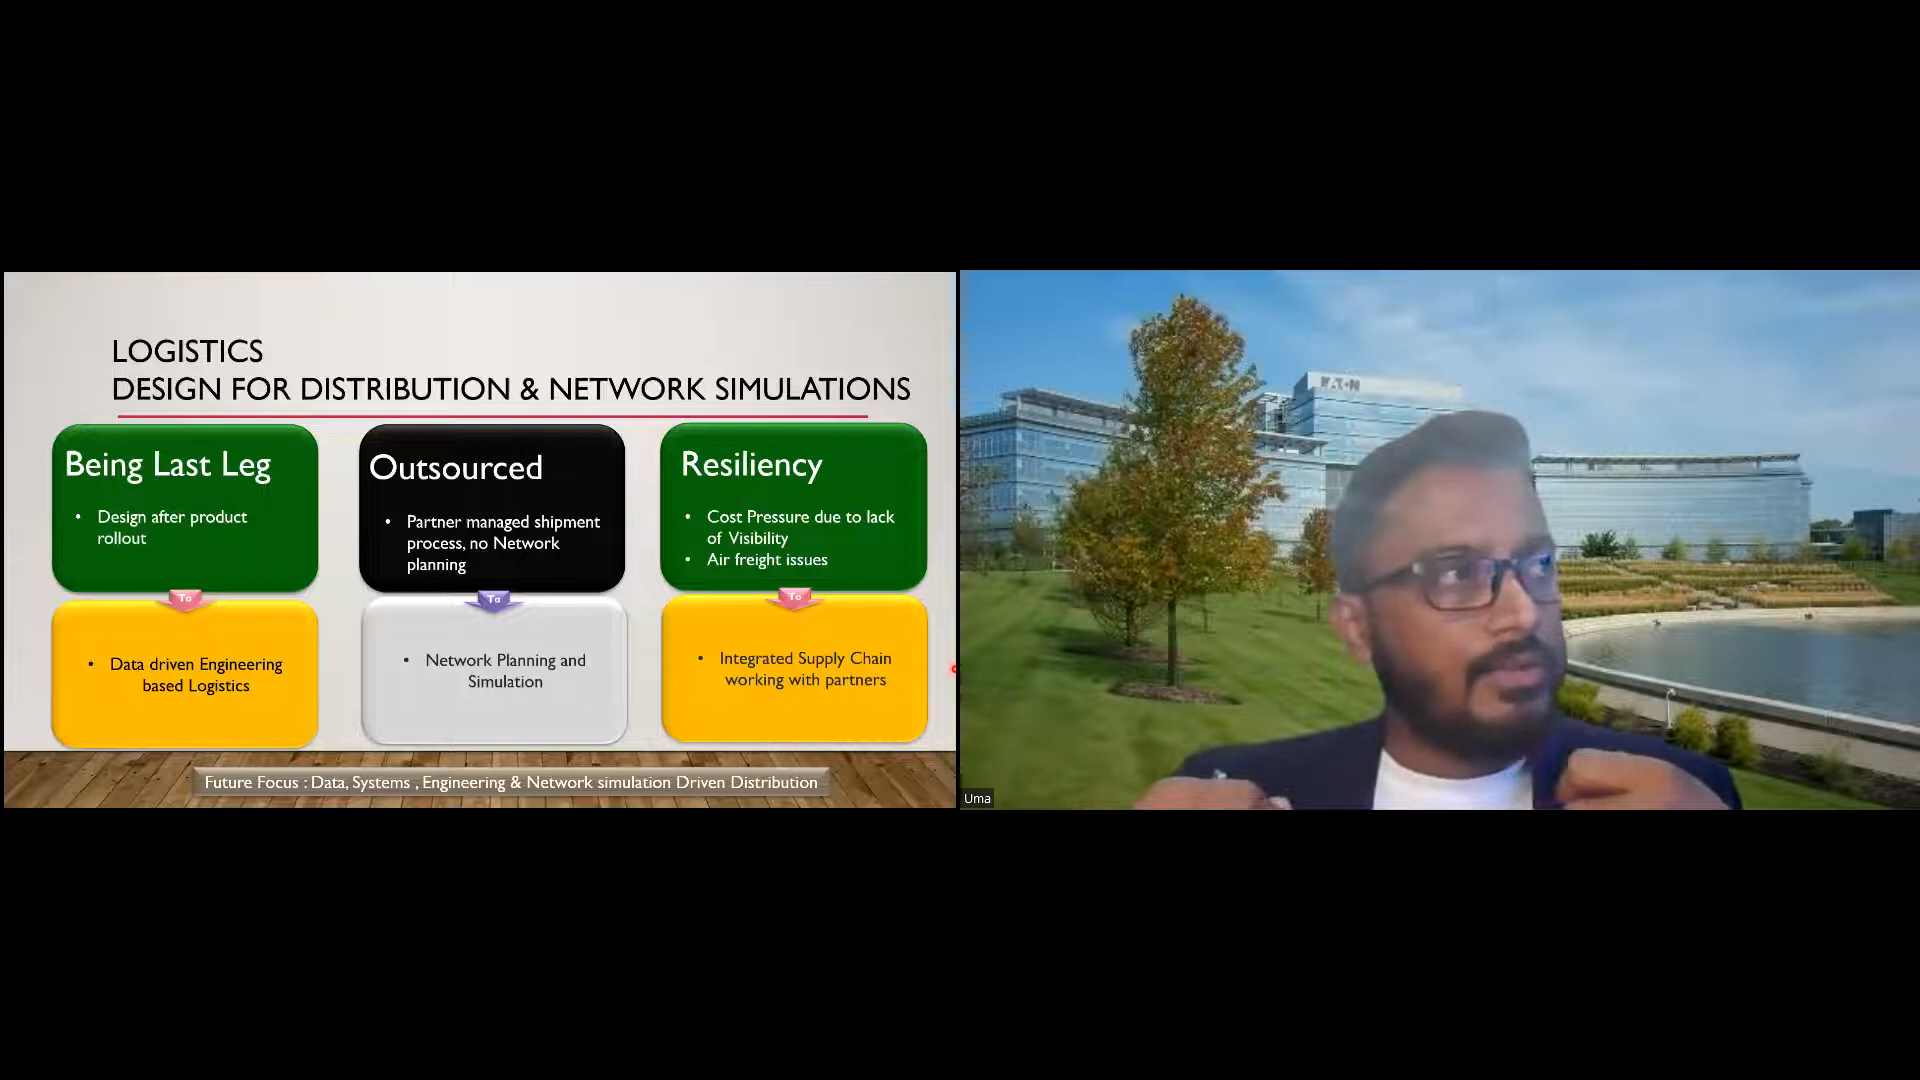 LOGISTICS
DESIGN FOR DISTRIBUTION & NETWORK SIMULATIONS
Being Last Leg
• Design after product
rollout
To
• Data driven Engineering
based Logistics
Outsourced
• Partner managed shipment
process, no Network
planning
To
• Network Planning and
Simulation
Resiliency
• Cost Pressure due to lack
of Visibility
• Air freight issues
To
• Integrated Supply Chain
working with partners
Future Focus : Data, Systems , Engineering & Network simulation Driven Distribution
EATON
Uma